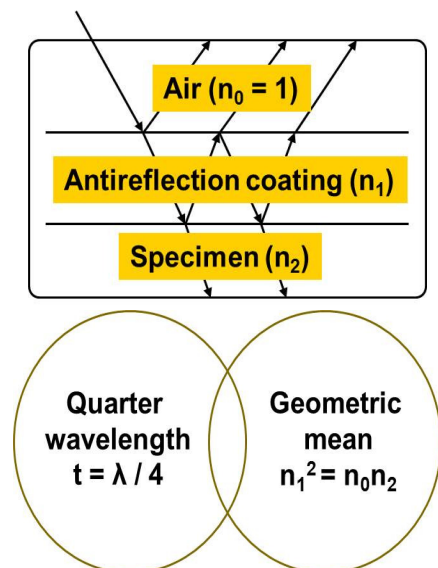 Air (n₀ = 1)
Antireflection coating (n₁)
Specimen (n₂)
Quarter
wavelength
t = λ / 4
Geometric
mean
n₁² = n₀n₂